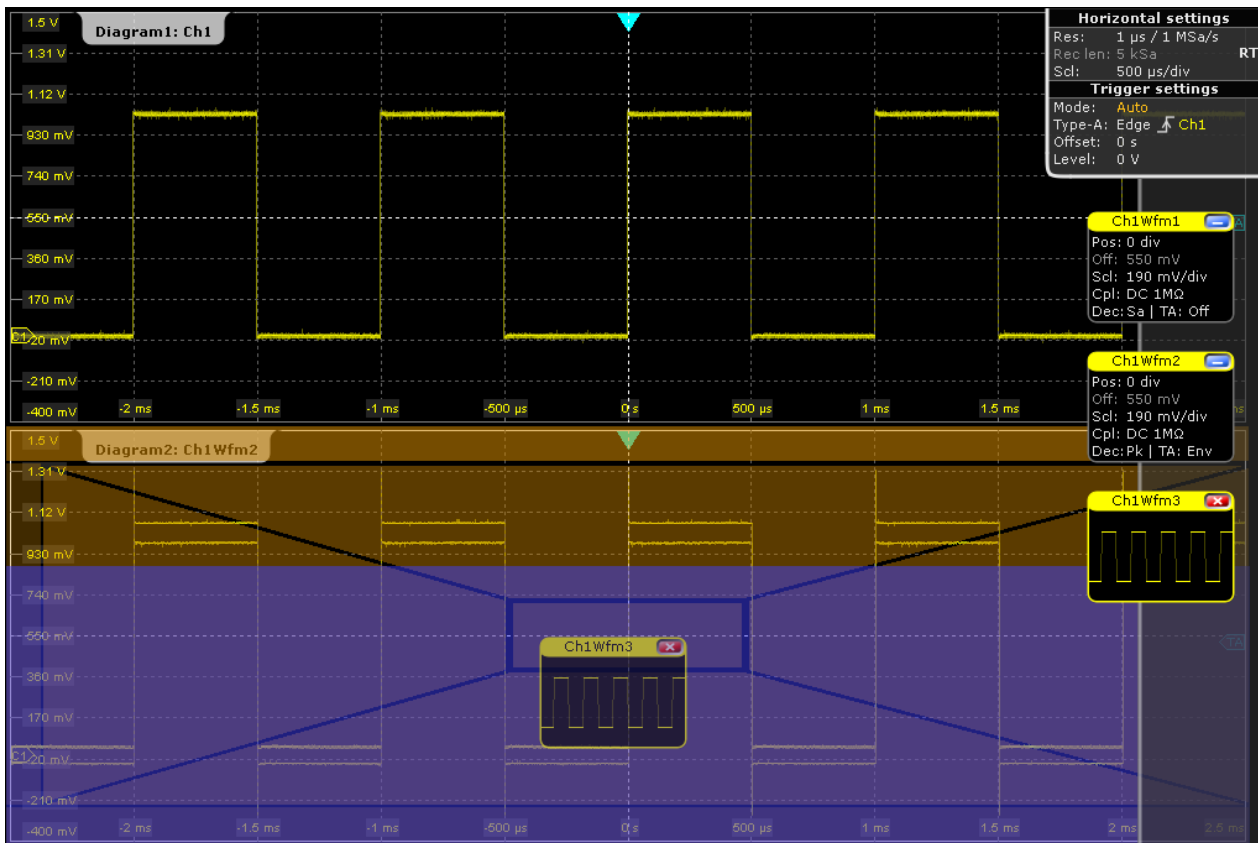 1.5 V
Diagram1: Ch1
1.31 V
1.12 V
930 mV
740 mV
550 mV
360 mV
170 mV
C1
-20 mV
-210 mV
-400 mV
-2 ms
-1.5 ms
-1 ms
-500 µs
0 s
500 µs
1 ms
1.5 ms
Horizontal settings
Res: 1 µs / 1 MSa/s
Rec len: 5 kSa RT
Scl: 500 µs/div
Trigger settings
Mode: Auto
Type-A: Edge Ch1
Offset: 0 s
Level: 0 V
Ch1Wfm1
Pos: 0 div
Off: 550 mV
Scl: 190 mV/div
Cpl: DC 1MΩ
Dec: Sa | TA: Off
Ch1Wfm2
Pos: 0 div
Off: 550 mV
Scl: 190 mV/div
Cpl: DC 1MΩ
Dec: Pk | TA: Env
Ch1Wfm3
1.5 V
Diagram2: Ch1Wfm2
1.31 V
1.12 V
930 mV
740 mV
550 mV
360 mV
170 mV
C1
-20 mV
-210 mV
-400 mV
Ch1Wfm3
TA
-2 ms
-1.5 ms
-1 ms
-500 µs
0 s
500 µs
1 ms
1.5 ms
2 ms
2.5 ms